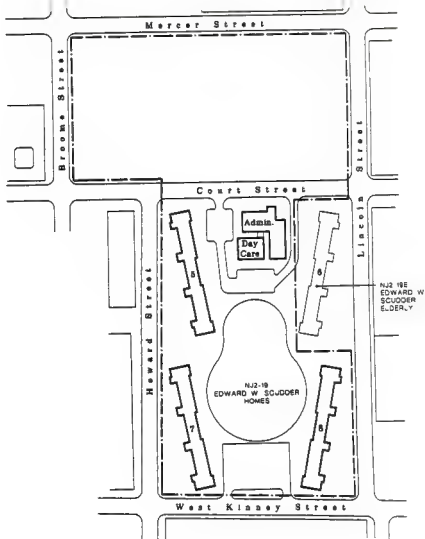 Mercer Street
Broome Street
Lincoln Street
Court Street
Admin.
Day
Care
5
6
NJ2 19E
EDWARD W
SCUDDER
ELDERLY
Howard Street
NJ2-19
EDWARD W SCUDDER
HOMES
7
8
West Kinney Street